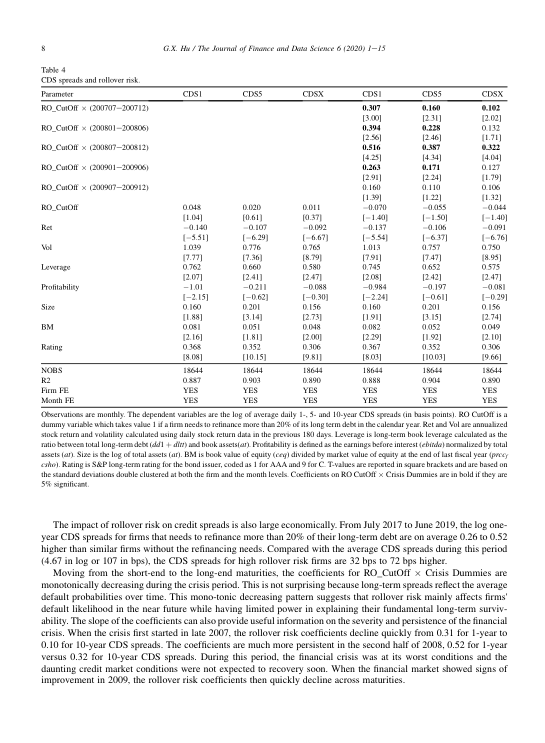 8
G.X. Hu / The Journal of Finance and Data Science 6 (2020) 1–15
Table 4
CDS spreads and rollover risk.
Parameter CDS1 CDS5 CDSX CDS1 CDS5 CDSX
RO_CutOff × (200707–200712) 0.307 0.160 0.102
[3.00] [2.31] [2.02]
RO_CutOff × (200801–200806) 0.394 0.228 0.132
[2.56] [2.46] [1.71]
RO_CutOff × (200807–200812) 0.516 0.387 0.322
[4.25] [4.34] [4.04]
RO_CutOff × (200901–200906) 0.263 0.171 0.127
[2.91] [2.24] [1.79]
RO_CutOff × (200907–200912) 0.160 0.110 0.106
[1.39] [1.22] [1.32]
RO_CutOff 0.048 0.020 0.011 −0.070 −0.055 −0.044
[1.04] [0.61] [0.37] [−1.40] [−1.50] [−1.40]
Ret −0.140 −0.107 −0.092 −0.137 −0.106 −0.091
[−5.51] [−6.29] [−6.67] [−5.54] [−6.37] [−6.76]
Vol 1.039 0.776 0.765 1.013 0.757 0.750
[7.77] [7.36] [8.79] [7.91] [7.47] [8.95]
Leverage 0.762 0.660 0.580 0.745 0.652 0.575
[2.07] [2.41] [2.47] [2.08] [2.42] [2.47]
Profitability −1.01 −0.211 −0.088 −0.984 −0.197 −0.081
[−2.15] [−0.62] [−0.30] [−2.24] [−0.61] [−0.29]
Size 0.160 0.201 0.156 0.160 0.201 0.156
[1.88] [3.14] [2.73] [1.91] [3.15] [2.74]
BM 0.081 0.051 0.048 0.082 0.052 0.049
[2.16] [1.81] [2.00] [2.29] [1.92] [2.10]
Rating 0.368 0.352 0.306 0.367 0.352 0.306
[8.08] [10.15] [9.81] [8.03] [10.03] [9.66]
NOBS 18644 18644 18644 18644 18644 18644
R2 0.887 0.903 0.890 0.888 0.904 0.890
Firm FE YES YES YES YES YES YES
Month FE YES YES YES YES YES YES
Observations are monthly. The dependent variables are the log of average daily 1-, 5- and 10-year CDS spreads (in basis points). RO CutOff is a
dummy variable which takes value 1 if a firm needs to refinance more than 20% of its long term debt in the calendar year. Ret and Vol are annualized
stock return and volatility calculated using daily stock return data in the previous 180 days. Leverage is long-term book leverage calculated as the
ratio between total long-term debt (dd1 + dltt) and book assets(at). Profitability is defined as the earnings before interest (ebitda) normalized by total
assets (at). Size is the log of total assets (at). BM is book value of equity (ceq) divided by market value of equity at the end of last fiscal year (prccf
csho). Rating is S&P long-term rating for the bond issuer, coded as 1 for AAA and 9 for C. T-values are reported in square brackets and are based on
the standard deviations double clustered at both the firm and the month levels. Coefficients on RO CutOff × Crisis Dummies are in bold if they are
5% significant.
The impact of rollover risk on credit spreads is also large economically. From July 2017 to June 2019, the log one-
year CDS spreads for firms that needs to refinance more than 20% of their long-term debt are on average 0.26 to 0.52
higher than similar firms without the refinancing needs. Compared with the average CDS spreads during this period
(4.67 in log or 107 in bps), the CDS spreads for high rollover risk firms are 32 bps to 72 bps higher.
Moving from the short-end to the long-end maturities, the coefficients for RO_CutOff × Crisis Dummies are
monotonically decreasing during the crisis period. This is not surprising because long-term spreads reflect the average
default probabilities over time. This mono-tonic decreasing pattern suggests that rollover risk mainly affects firms'
default likelihood in the near future while having limited power in explaining their fundamental long-term surviv-
ability. The slope of the coefficients can also provide useful information on the severity and persistence of the financial
crisis. When the crisis first started in late 2007, the rollover risk coefficients decline quickly from 0.31 for 1-year to
0.10 for 10-year CDS spreads. The coefficients are much more persistent in the second half of 2008, 0.52 for 1-year
versus 0.32 for 10-year CDS spreads. During this period, the financial crisis was at its worst conditions and the
daunting credit market conditions were not expected to recovery soon. When the financial market showed signs of
improvement in 2009, the rollover risk coefficients then quickly decline across maturities.